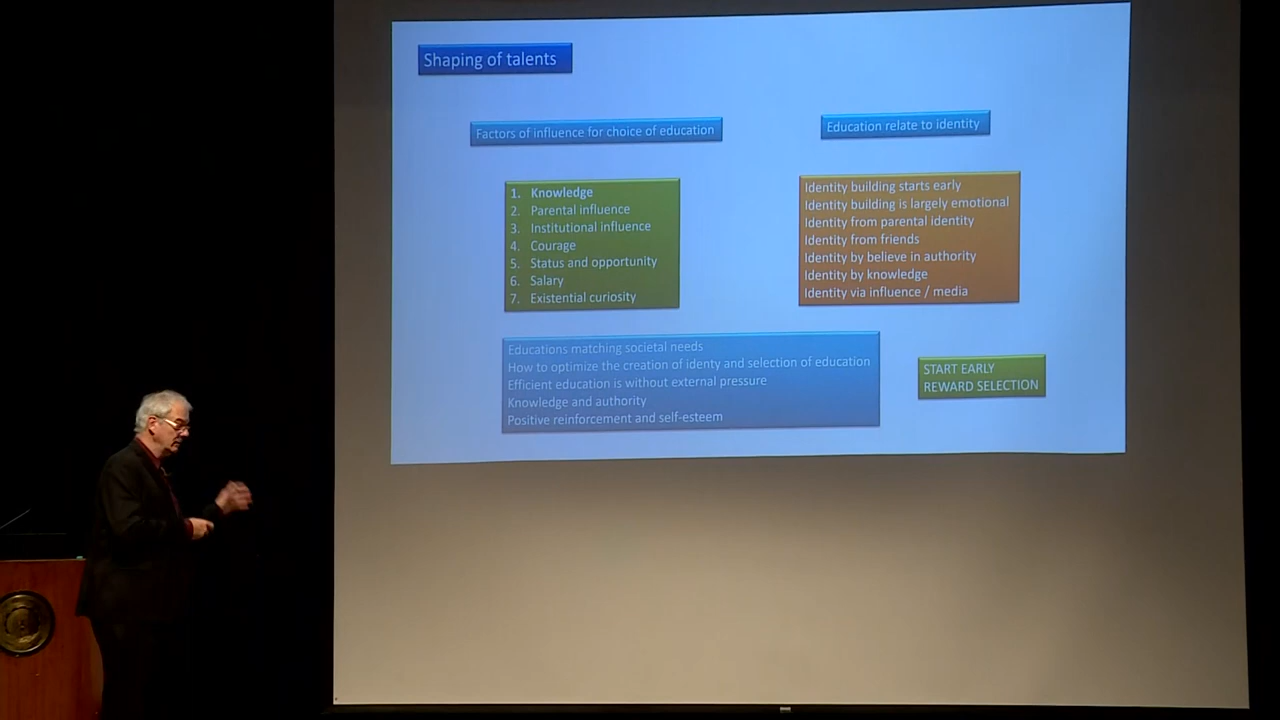 Shaping of talents
Factors of influence for choice of education
Education relate to identity
1. Knowledge
2. Parental influence
3. Institutional influence
4. Courage
5. Status and opportunity
6. Salary
7. Existential curiosity
Identity building starts early
Identity building is largely emotional
Identity from parental identity
Identity from friends
Identity by believe in authority
Identity by knowledge
Identity via influence / media
Educations matching societal needs
How to optimize the creation of identy and selection of education
Efficient education is without external pressure
Knowledge and authority
Positive reinforcement and self-esteem
START EARLY
REWARD SELECTION